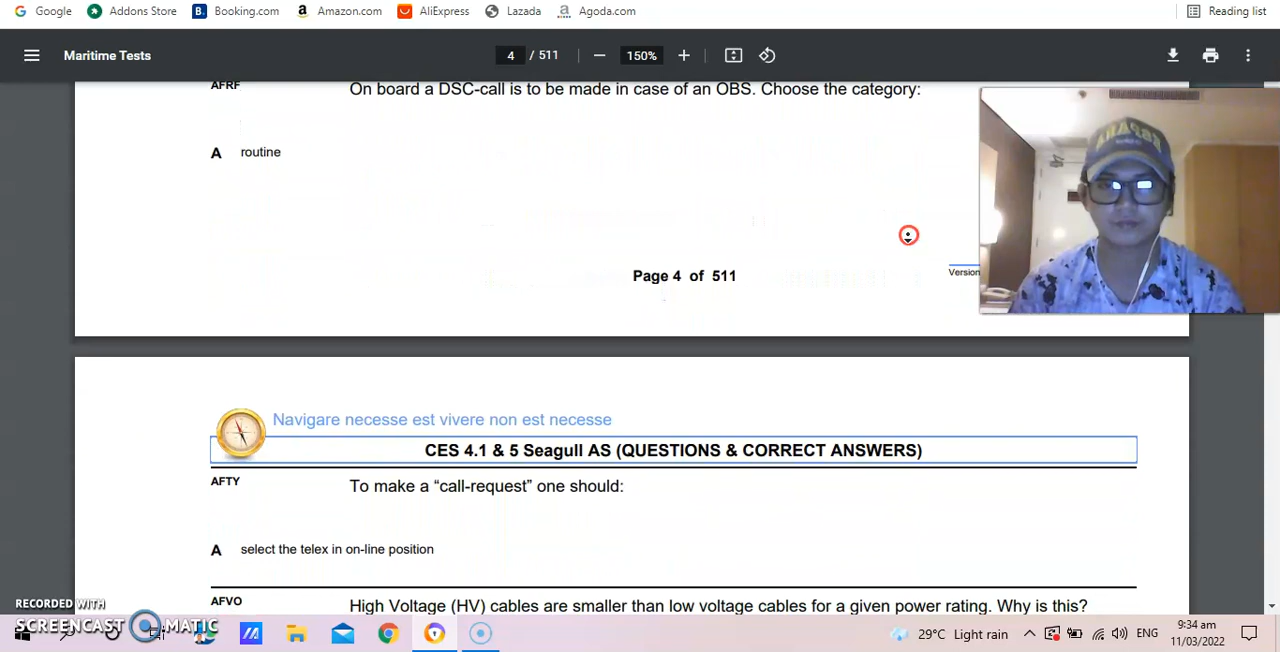 Google Addons Store Booking.com Amazon.com AliExpress Lazada Agoda.com Reading list
Maritime Tests 4 / 511 150%
AFRF On board a DSC-call is to be made in case of an OBS. Choose the category:
A routine
Page 4 of 511
Version
Navigare necesse est vivere non est necesse
CES 4.1 & 5 Seagull AS (QUESTIONS & CORRECT ANSWERS)
AFTY To make a “call-request” one should:
A select the telex in on-line position
AFVO High Voltage (HV) cables are smaller than low voltage cables for a given power rating. Why is this?
RECORDED WITH
SCREENCAST MATIC
29°C Light rain ENG 9:34 am
11/03/2022